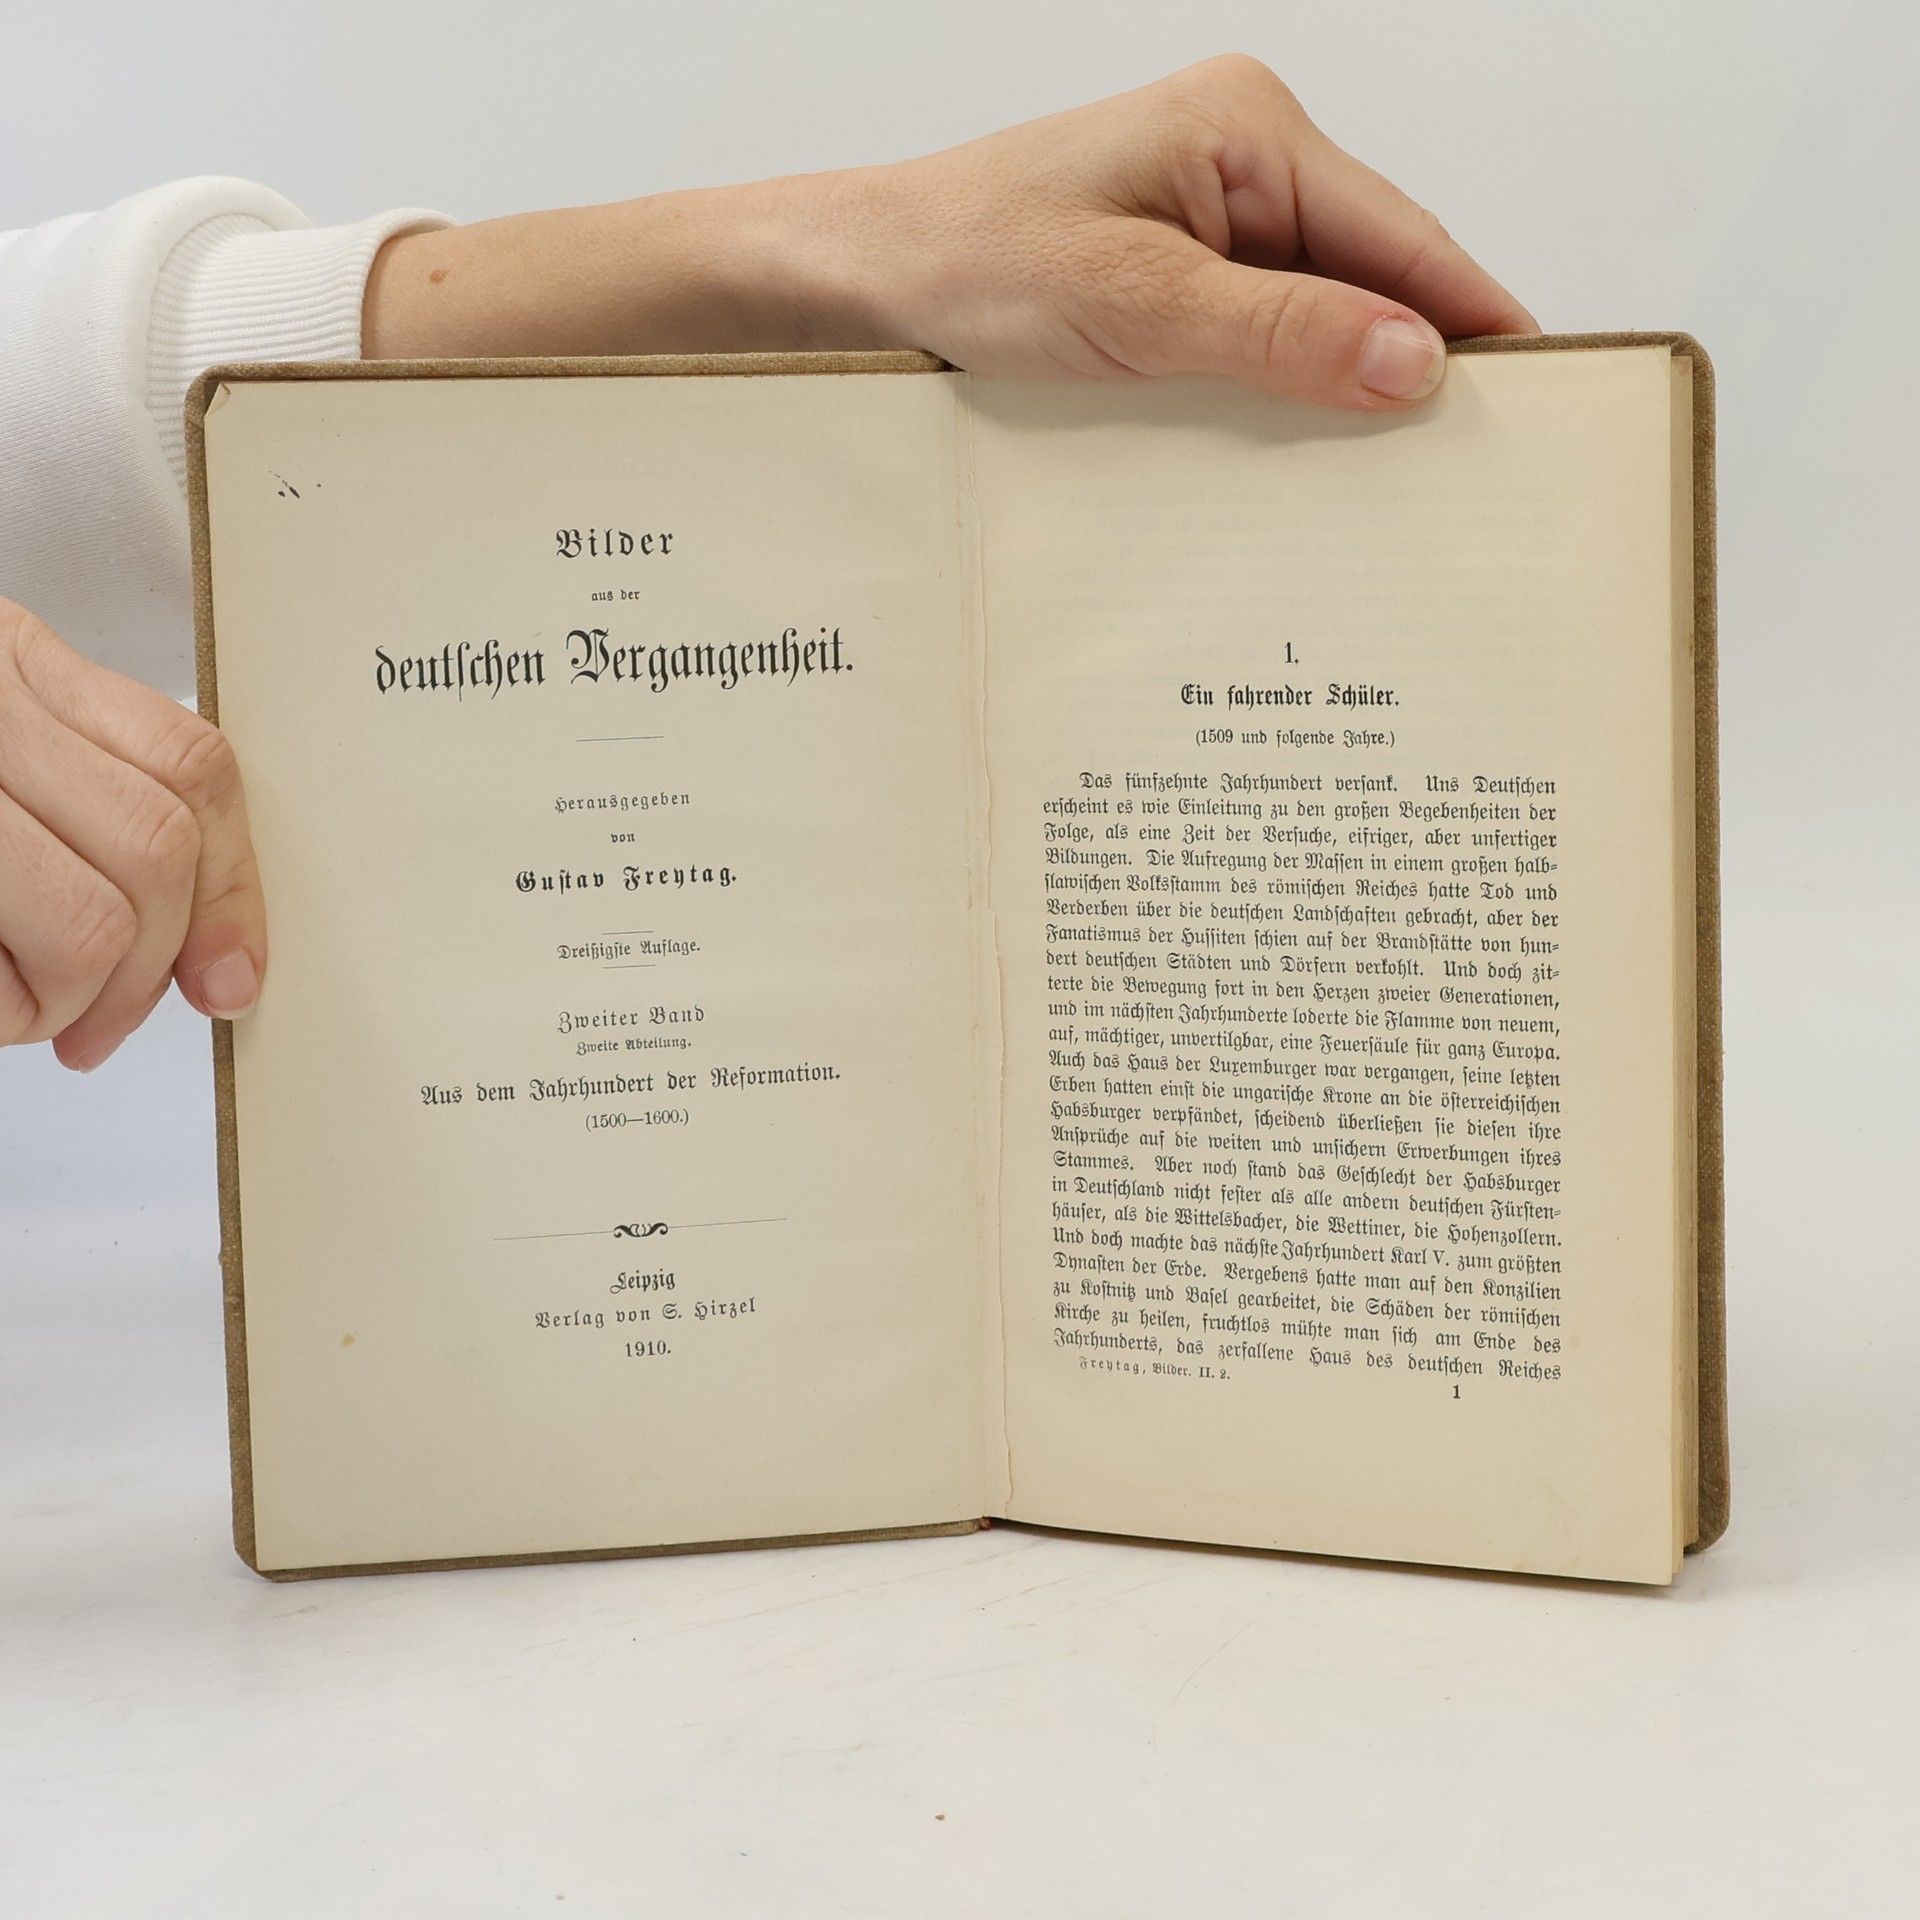 Bilder
aus der
deutſchen Vergangenheit.
Herausgegeben
von
Guſtav Freytag.
Dreißigſte Auflage.
Zweiter Band
Zweite Abteilung.
Aus dem Jahrhundert der Reformation.
(1500—1600.)
Leipzig
Verlag von S. Hirzel
1910.
1.
Ein fahrender Schüler.
(1509 und folgende Jahre.)
Das fünfzehnte Jahrhundert verſank. Uns Deutſchen
erſcheint es wie Einleitung zu den großen Begebenheiten der
Folge, als eine Zeit der Verſuche, eifriger, aber unfertiger
Bildungen. Die Aufregung der Maſſen in einem großen halb-
ſlawiſchen Volksſtamm des römiſchen Reiches hatte Tod und
Verderben über die deutſchen Landſchaften gebracht, aber der
Fanatismus der Huſſiten ſchien auf der Brandſtätte von hun-
dert deutſchen Städten und Dörfern verkohlt. Und doch zit-
terte die Bewegung fort in den Herzen zweier Generationen,
und im nächſten Jahrhunderte loderte die Flamme von neuem,
auf, mächtiger, unvertilgbar, eine Feuerſäule für ganz Europa.
Auch das Haus der Luxemburger war vergangen, ſeine letzten
Erben hatten einſt die ungariſche Krone an die öſterreichiſchen
Habsburger verpfändet, ſcheidend überließen ſie dieſen ihre
Anſprüche auf die weiten und unſichern Erwerbungen ihres
Stammes. Aber noch ſtand das Geſchlecht der Habsburger
in Deutſchland nicht feſter als alle andern deutſchen Fürſten-
häuſer, als die Wittelsbacher, die Wettiner, die Hohenzollern.
Und doch machte das nächſte Jahrhundert Karl V. zum größten
Dynaſten der Erde. Vergebens hatte man auf den Konzilien
zu Koſtnitz und Baſel gearbeitet, die Schäden der römiſchen
Kirche zu heilen, fruchtlos mühte man ſich am Ende des
Jahrhunderts, das zerfallene Haus des deutſchen Reiches
Freytag, Bilder. II. 2.
1